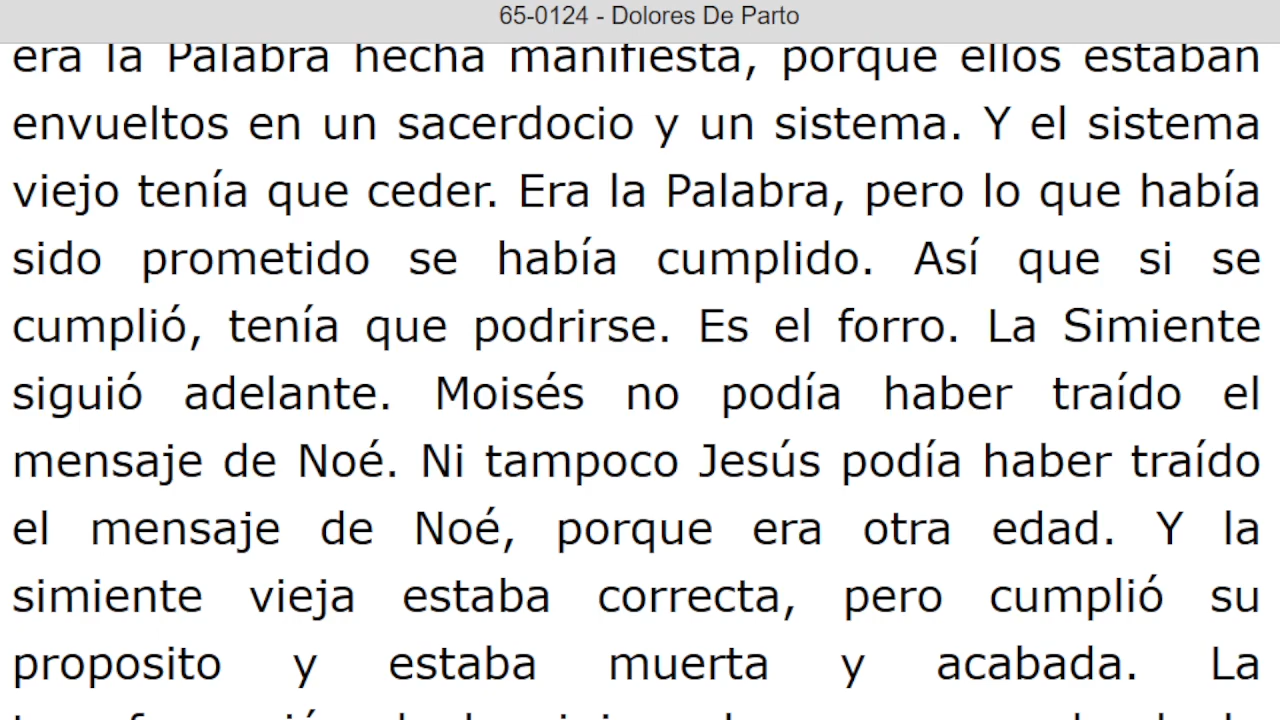 65-0124 - Dolores De Parto
era la Palabra hecha manifiesta, porque ellos estaban
envueltos en un sacerdocio y un sistema. Y el sistema
viejo tenía que ceder. Era la Palabra, pero lo que había
sido prometido se había cumplido. Así que si se
cumplió, tenía que podrirse. Es el forro. La Simiente
siguió adelante. Moisés no podía haber traído el
mensaje de Noé. Ni tampoco Jesús podía haber traído
el mensaje de Noé, porque era otra edad. Y la
simiente vieja estaba correcta, pero cumplió su
proposito y estaba muerta y acabada. La